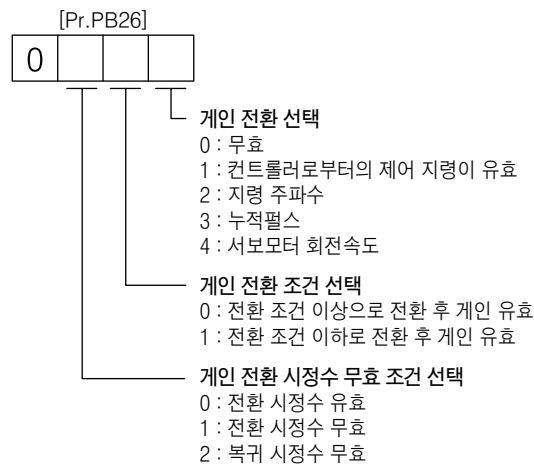 [Pr.PB26]
0
게인 전환 선택
0 : 무효
1 : 컨트롤러로부터의 제어 지령이 유효
2 : 지령 주파수
3 : 누적펄스
4 : 서보모터 회전속도
게인 전환 조건 선택
0 : 전환 조건 이상으로 전환 후 게인 유효
1 : 전환 조건 이하로 전환 후 게인 유효
게인 전환 시정수 무효 조건 선택
0 : 전환 시정수 유효
1 : 전환 시정수 무효
2 : 복귀 시정수 무효